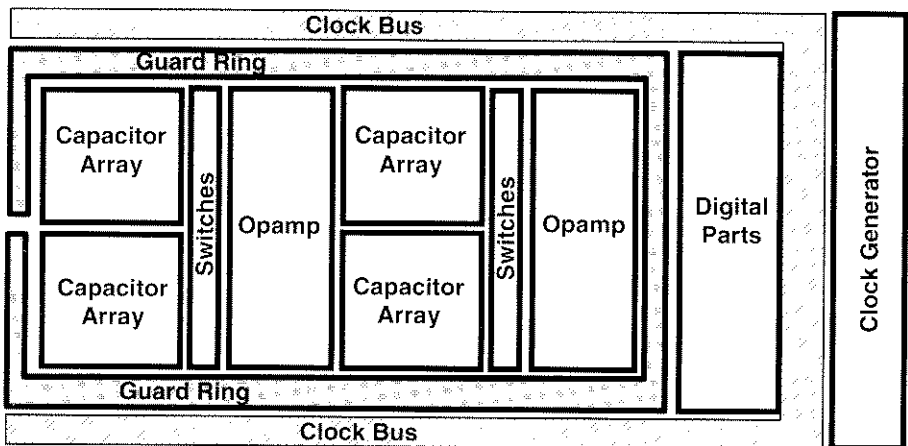 Clock Bus
Guard Ring
Capacitor
Array
Capacitor
Array
Switches
Opamp
Capacitor
Array
Capacitor
Array
Switches
Opamp
Digital
Parts
Clock Generator
Guard Ring
Clock Bus